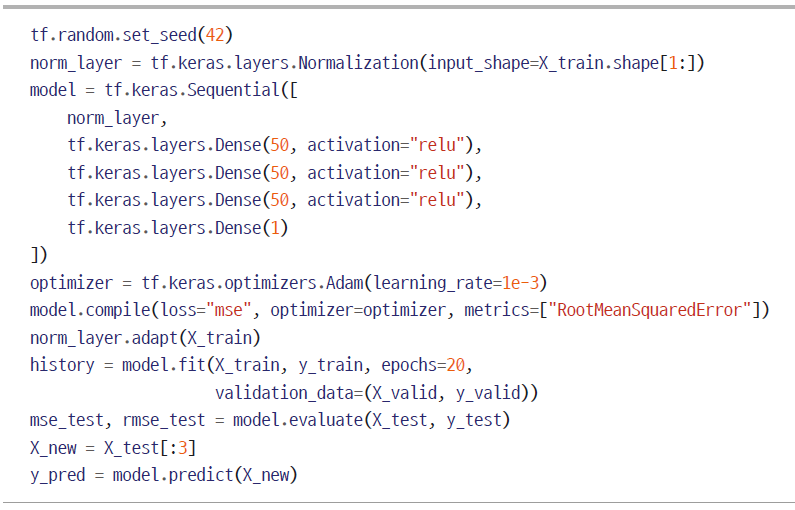 tf.random.set_seed(42)
norm_layer = tf.keras.layers.Normalization(input_shape=X_train.shape[1:])
model = tf.keras.Sequential([
    norm_layer,
    tf.keras.layers.Dense(50, activation="relu"),
    tf.keras.layers.Dense(50, activation="relu"),
    tf.keras.layers.Dense(50, activation="relu"),
    tf.keras.layers.Dense(1)
])
optimizer = tf.keras.optimizers.Adam(learning_rate=1e-3)
model.compile(loss="mse", optimizer=optimizer, metrics=["RootMeanSquaredError"])
norm_layer.adapt(X_train)
history = model.fit(X_train, y_train, epochs=20,
                    validation_data=(X_valid, y_valid))
mse_test, rmse_test = model.evaluate(X_test, y_test)
X_new = X_test[:3]
y_pred = model.predict(X_new)